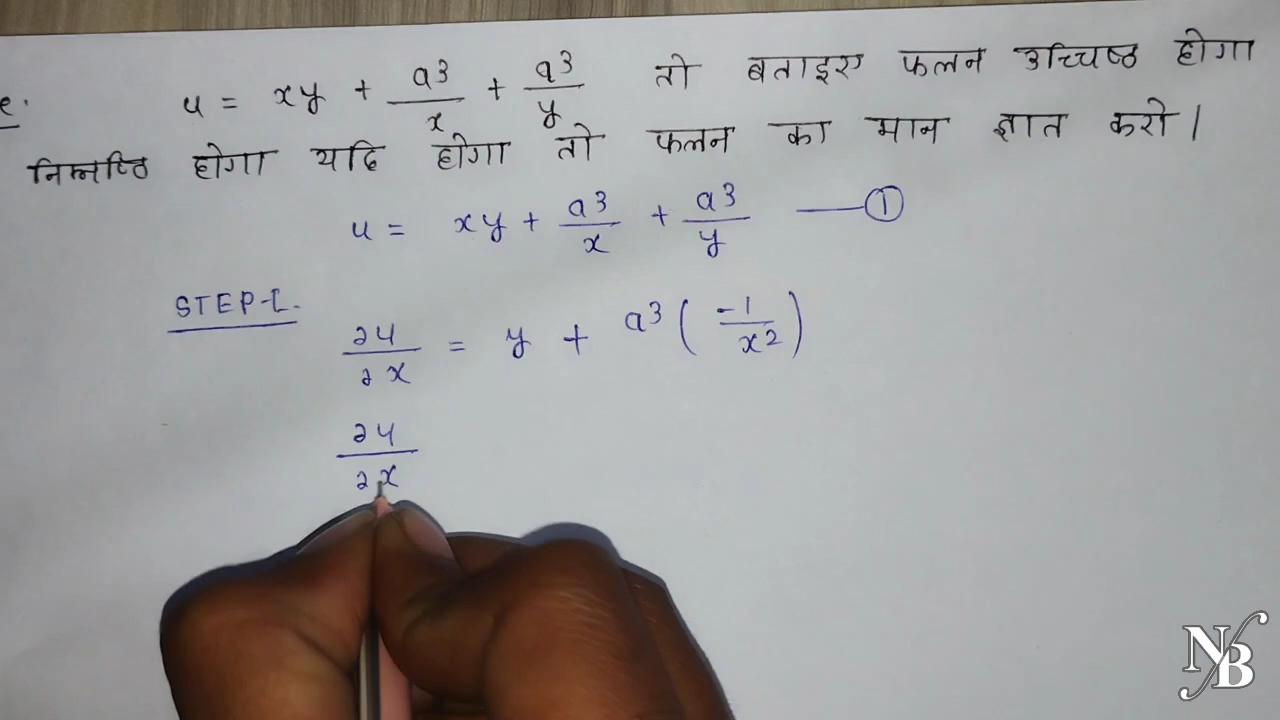 e. u = xy + a³/x + a³/y तो बताइए फलन उच्चिष्ठ होगा
निम्नष्ठि होगा यदि होगा तो फलन का मान ज्ञात करो।
u = xy + a³/x + a³/y —①
STEP-I.
∂u/∂x = y + a³(-1/x²)
∂u/∂x
NB